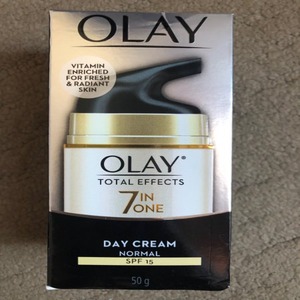 OLAY
VITAMIN
ENRICHED
FOR FRESH
& RADIANT
SKIN
OLAY®
TOTAL EFFECTS
7 IN
ONE
DAY CREAM
NORMAL
SPF 15
50 g